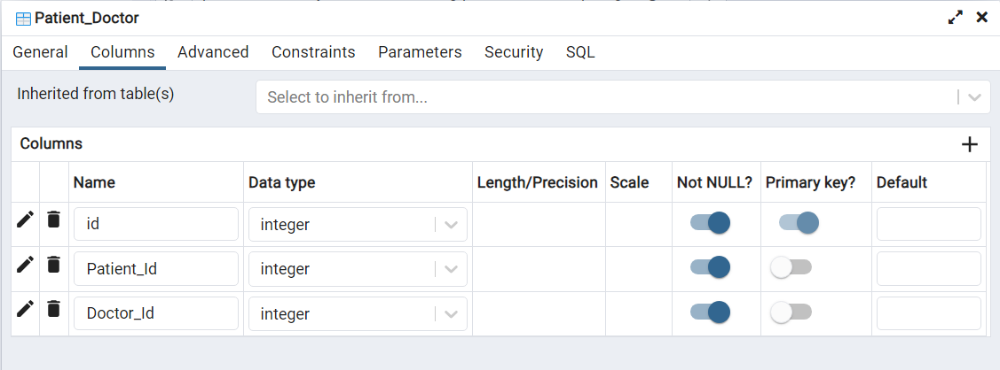 Patient_Doctor
General Columns Advanced Constraints Parameters Security SQL
Inherited from table(s) Select to inherit from...
Columns
Name Data type Length/Precision Scale Not NULL? Primary key? Default
id integer
Patient_Id integer
Doctor_Id integer